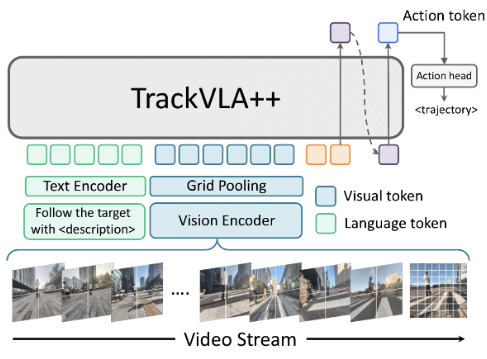 Action token
TrackVLA++
Action head
<trajectory>
Text Encoder
Grid Pooling
Visual token
Follow the target
with <description>
Vision Encoder
Language token
....
Video Stream